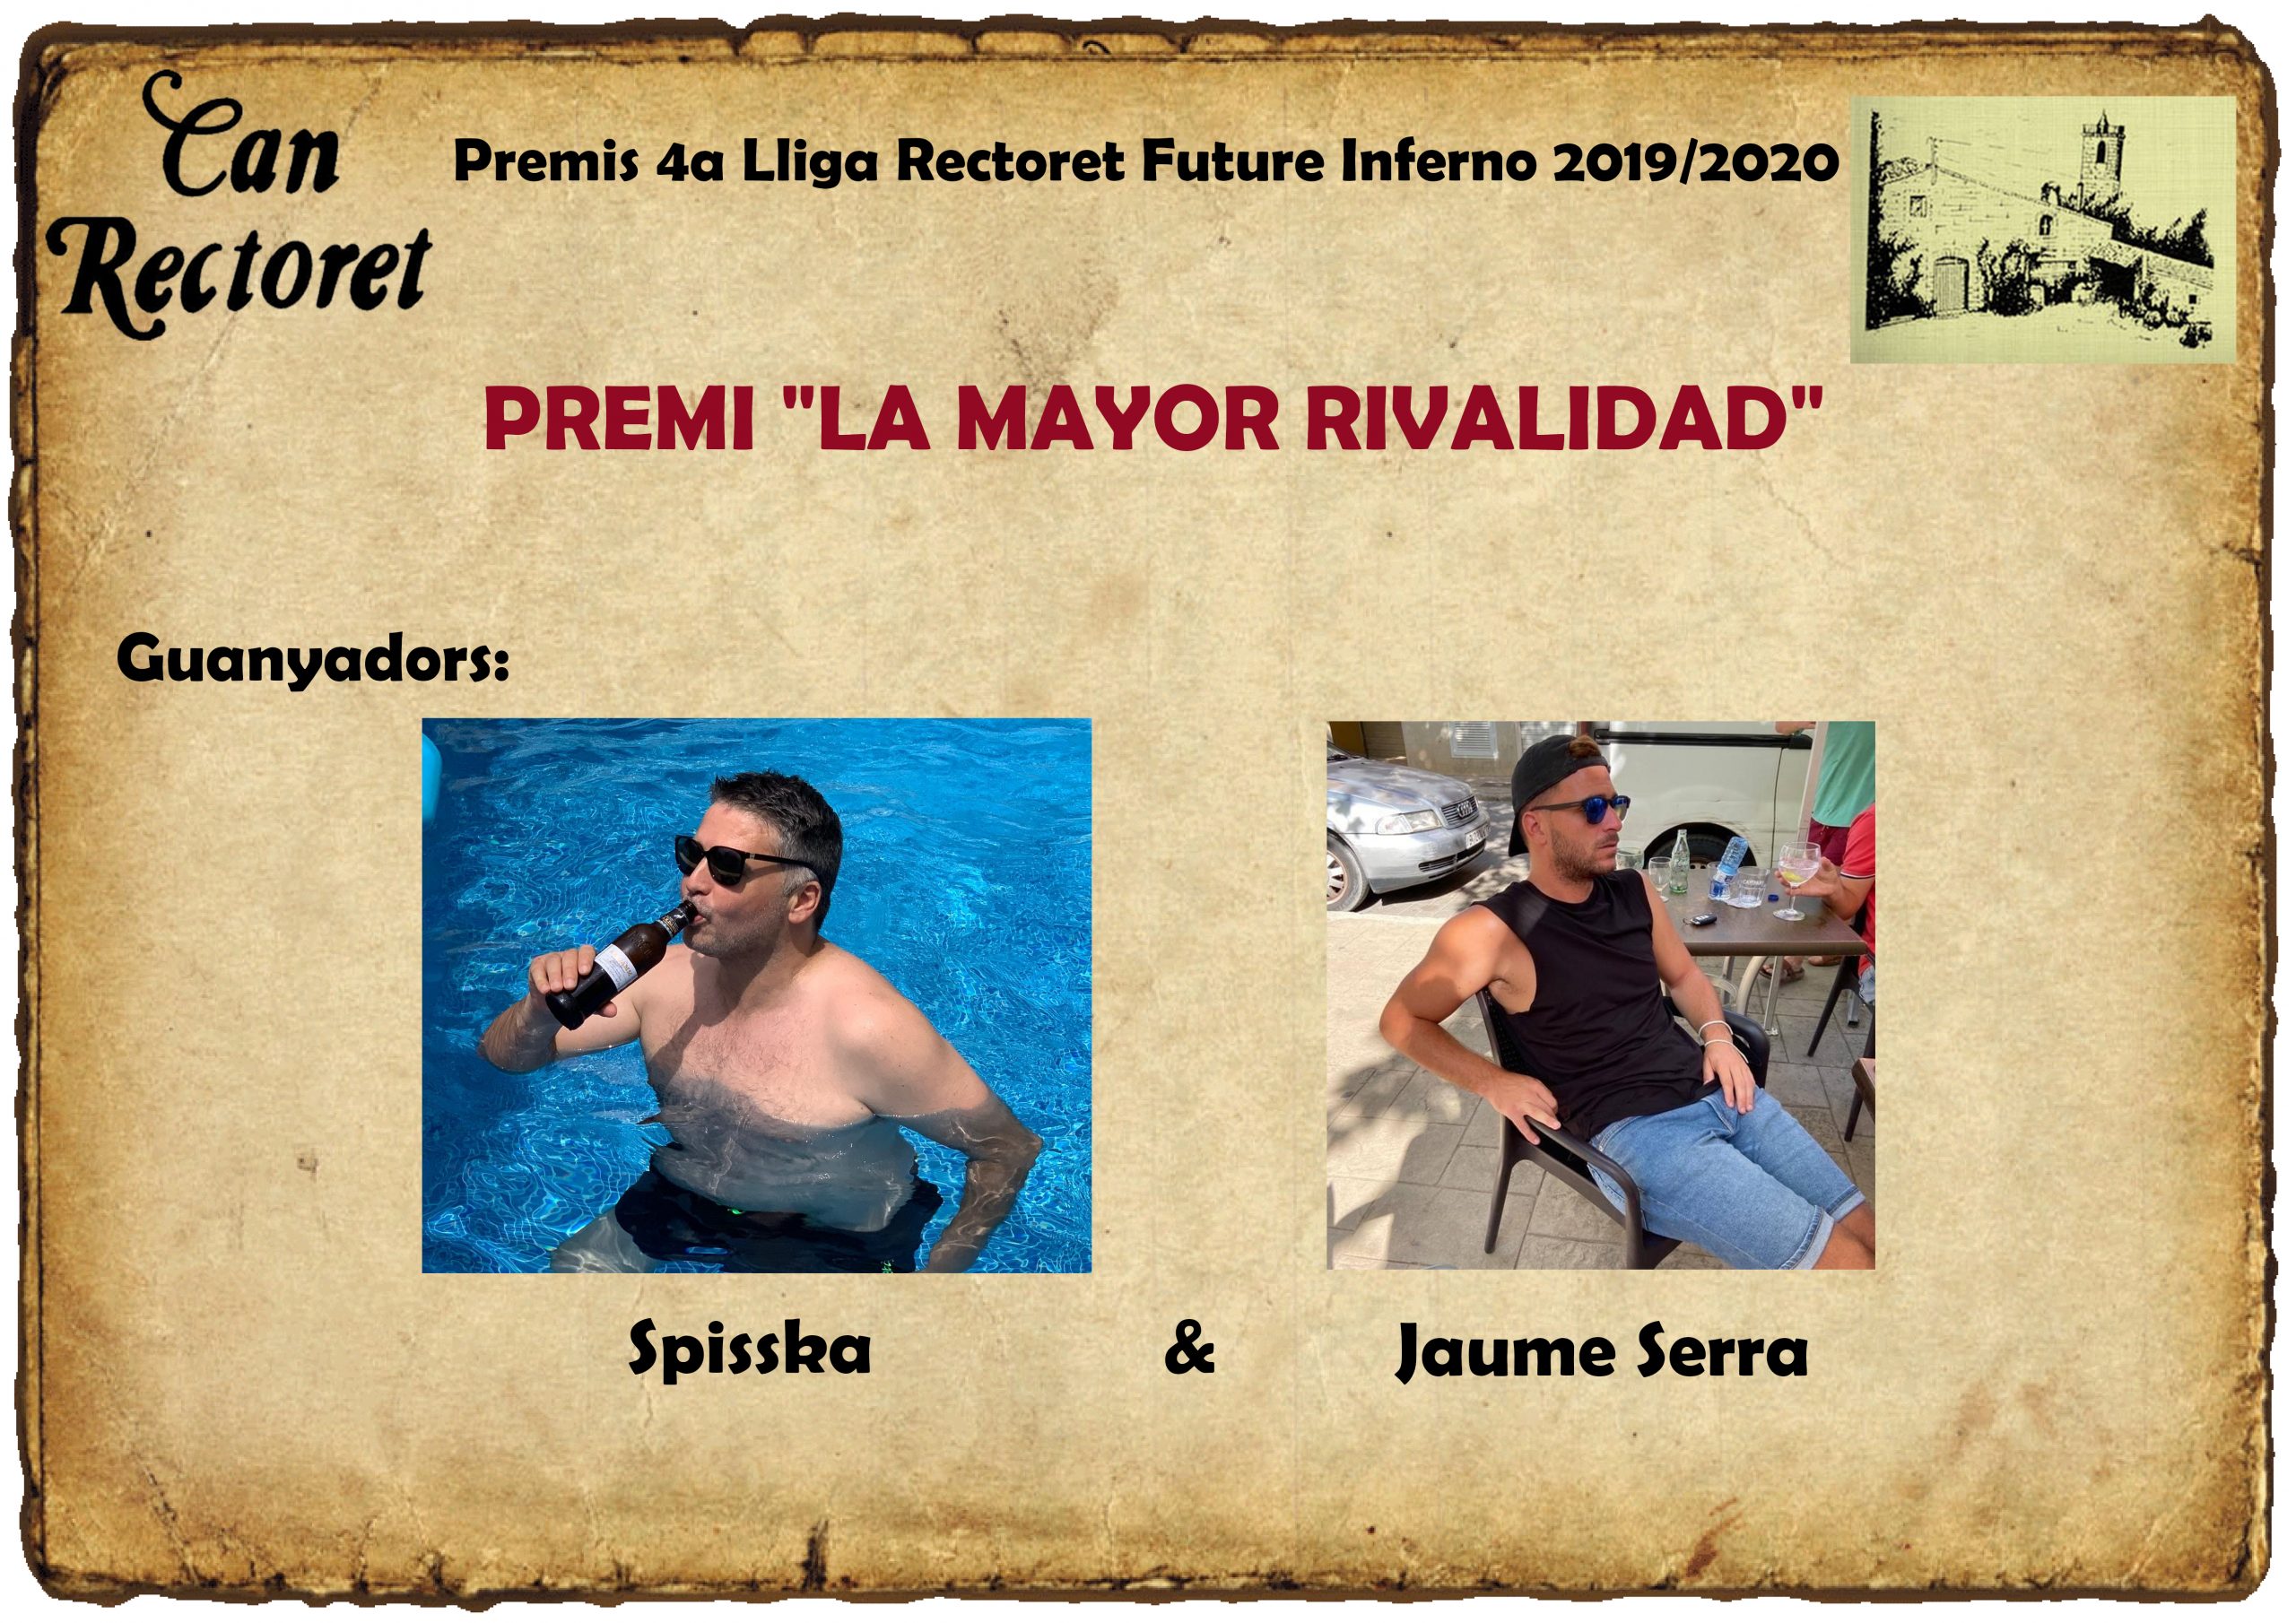 Can
Rectoret
Premis 4a Lliga Rectoret Future Inferno 2019/2020
PREMI "LA MAYOR RIVALIDAD"
Guanyadors:
Spisska & Jaume Serra